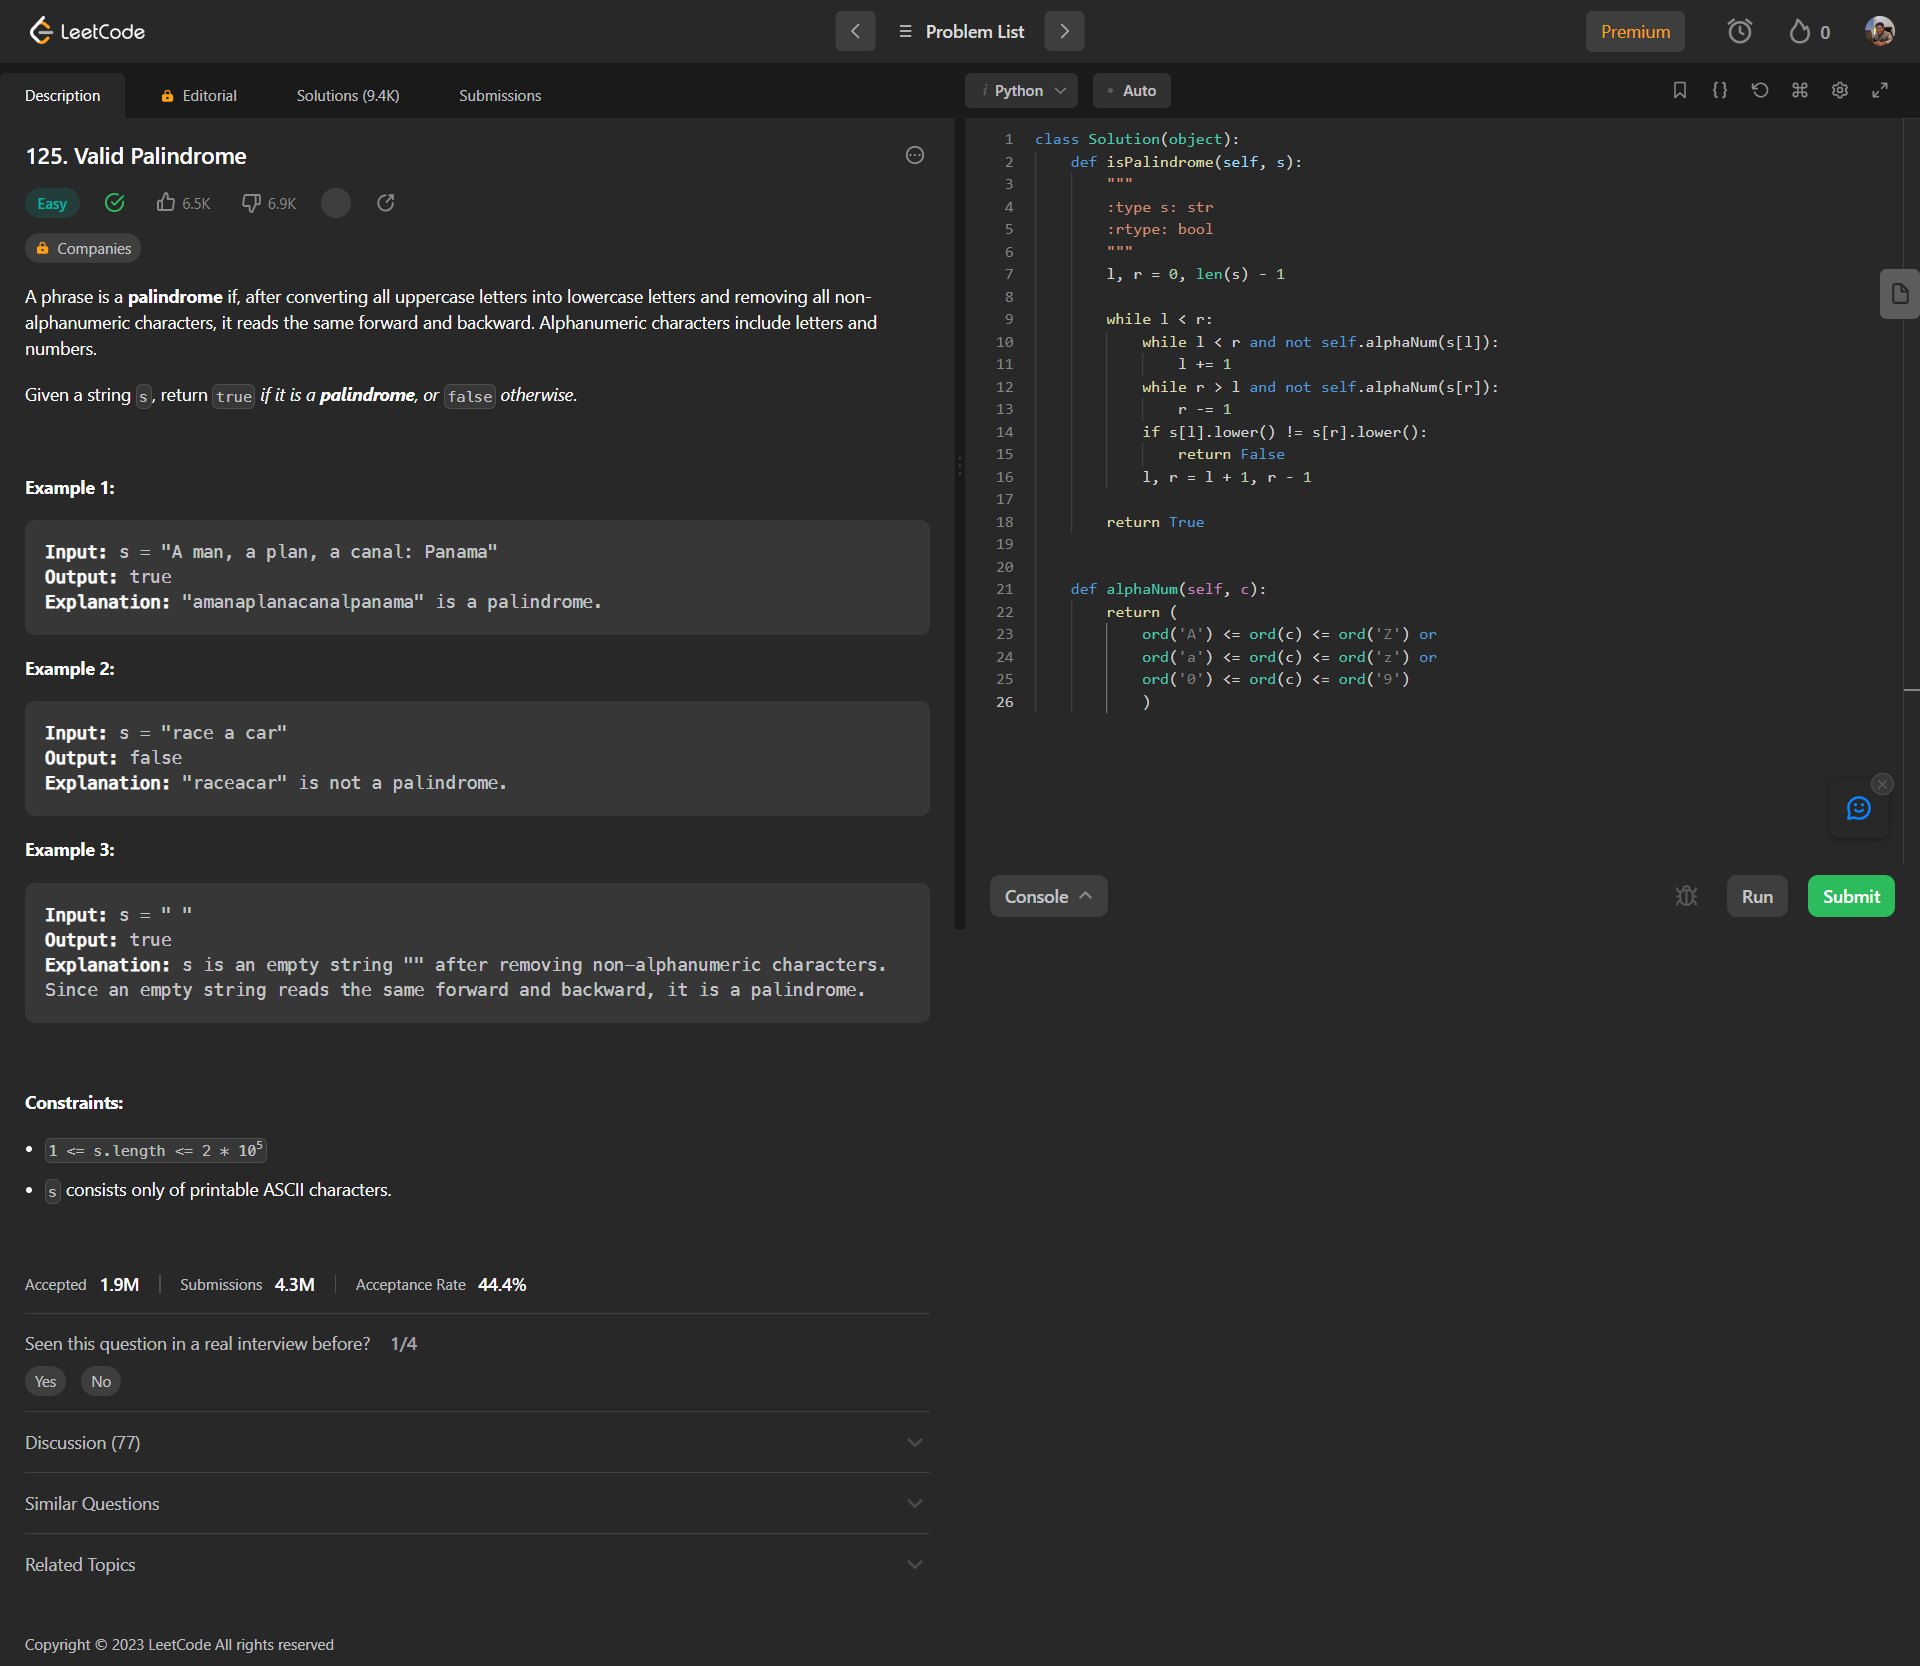 LeetCode
Problem List
Premium
0
Description
Editorial
Solutions (9.4K)
Submissions
125. Valid Palindrome
Easy
6.5K
6.9K
Companies
A phrase is a palindrome if, after converting all uppercase letters into lowercase letters and removing all non-
alphanumeric characters, it reads the same forward and backward. Alphanumeric characters include letters and
numbers.
Given a string s, return true if it is a palindrome, or false otherwise.
Example 1:
Input: s = "A man, a plan, a canal: Panama"
Output: true
Explanation: "amanaplanacanalpanama" is a palindrome.
Example 2:
Input: s = "race a car"
Output: false
Explanation: "raceacar" is not a palindrome.
Example 3:
Input: s = " "
Output: true
Explanation: s is an empty string "" after removing non-alphanumeric characters.
Since an empty string reads the same forward and backward, it is a palindrome.
Constraints:
• 1 <= s.length <= 2 * 10⁵
• s consists only of printable ASCII characters.
Accepted 1.9M | Submissions 4.3M | Acceptance Rate 44.4%
Seen this question in a real interview before? 1/4
Yes No
Discussion (77)
Similar Questions
Related Topics
Copyright © 2023 LeetCode All rights reserved
i Python
• Auto
1 class Solution(object):
2     def isPalindrome(self, s):
3         """
4         :type s: str
5         :rtype: bool
6         """
7         l, r = 0, len(s) - 1
8
9         while l < r:
10             while l < r and not self.alphaNum(s[l]):
11                 l += 1
12             while r > l and not self.alphaNum(s[r]):
13                 r -= 1
14             if s[l].lower() != s[r].lower():
15                 return False
16             l, r = l + 1, r - 1
17
18         return True
19
20
21     def alphaNum(self, c):
22         return (
23             ord('A') <= ord(c) <= ord('Z') or
24             ord('a') <= ord(c) <= ord('z') or
25             ord('0') <= ord(c) <= ord('9')
26             )
Console
Run
Submit